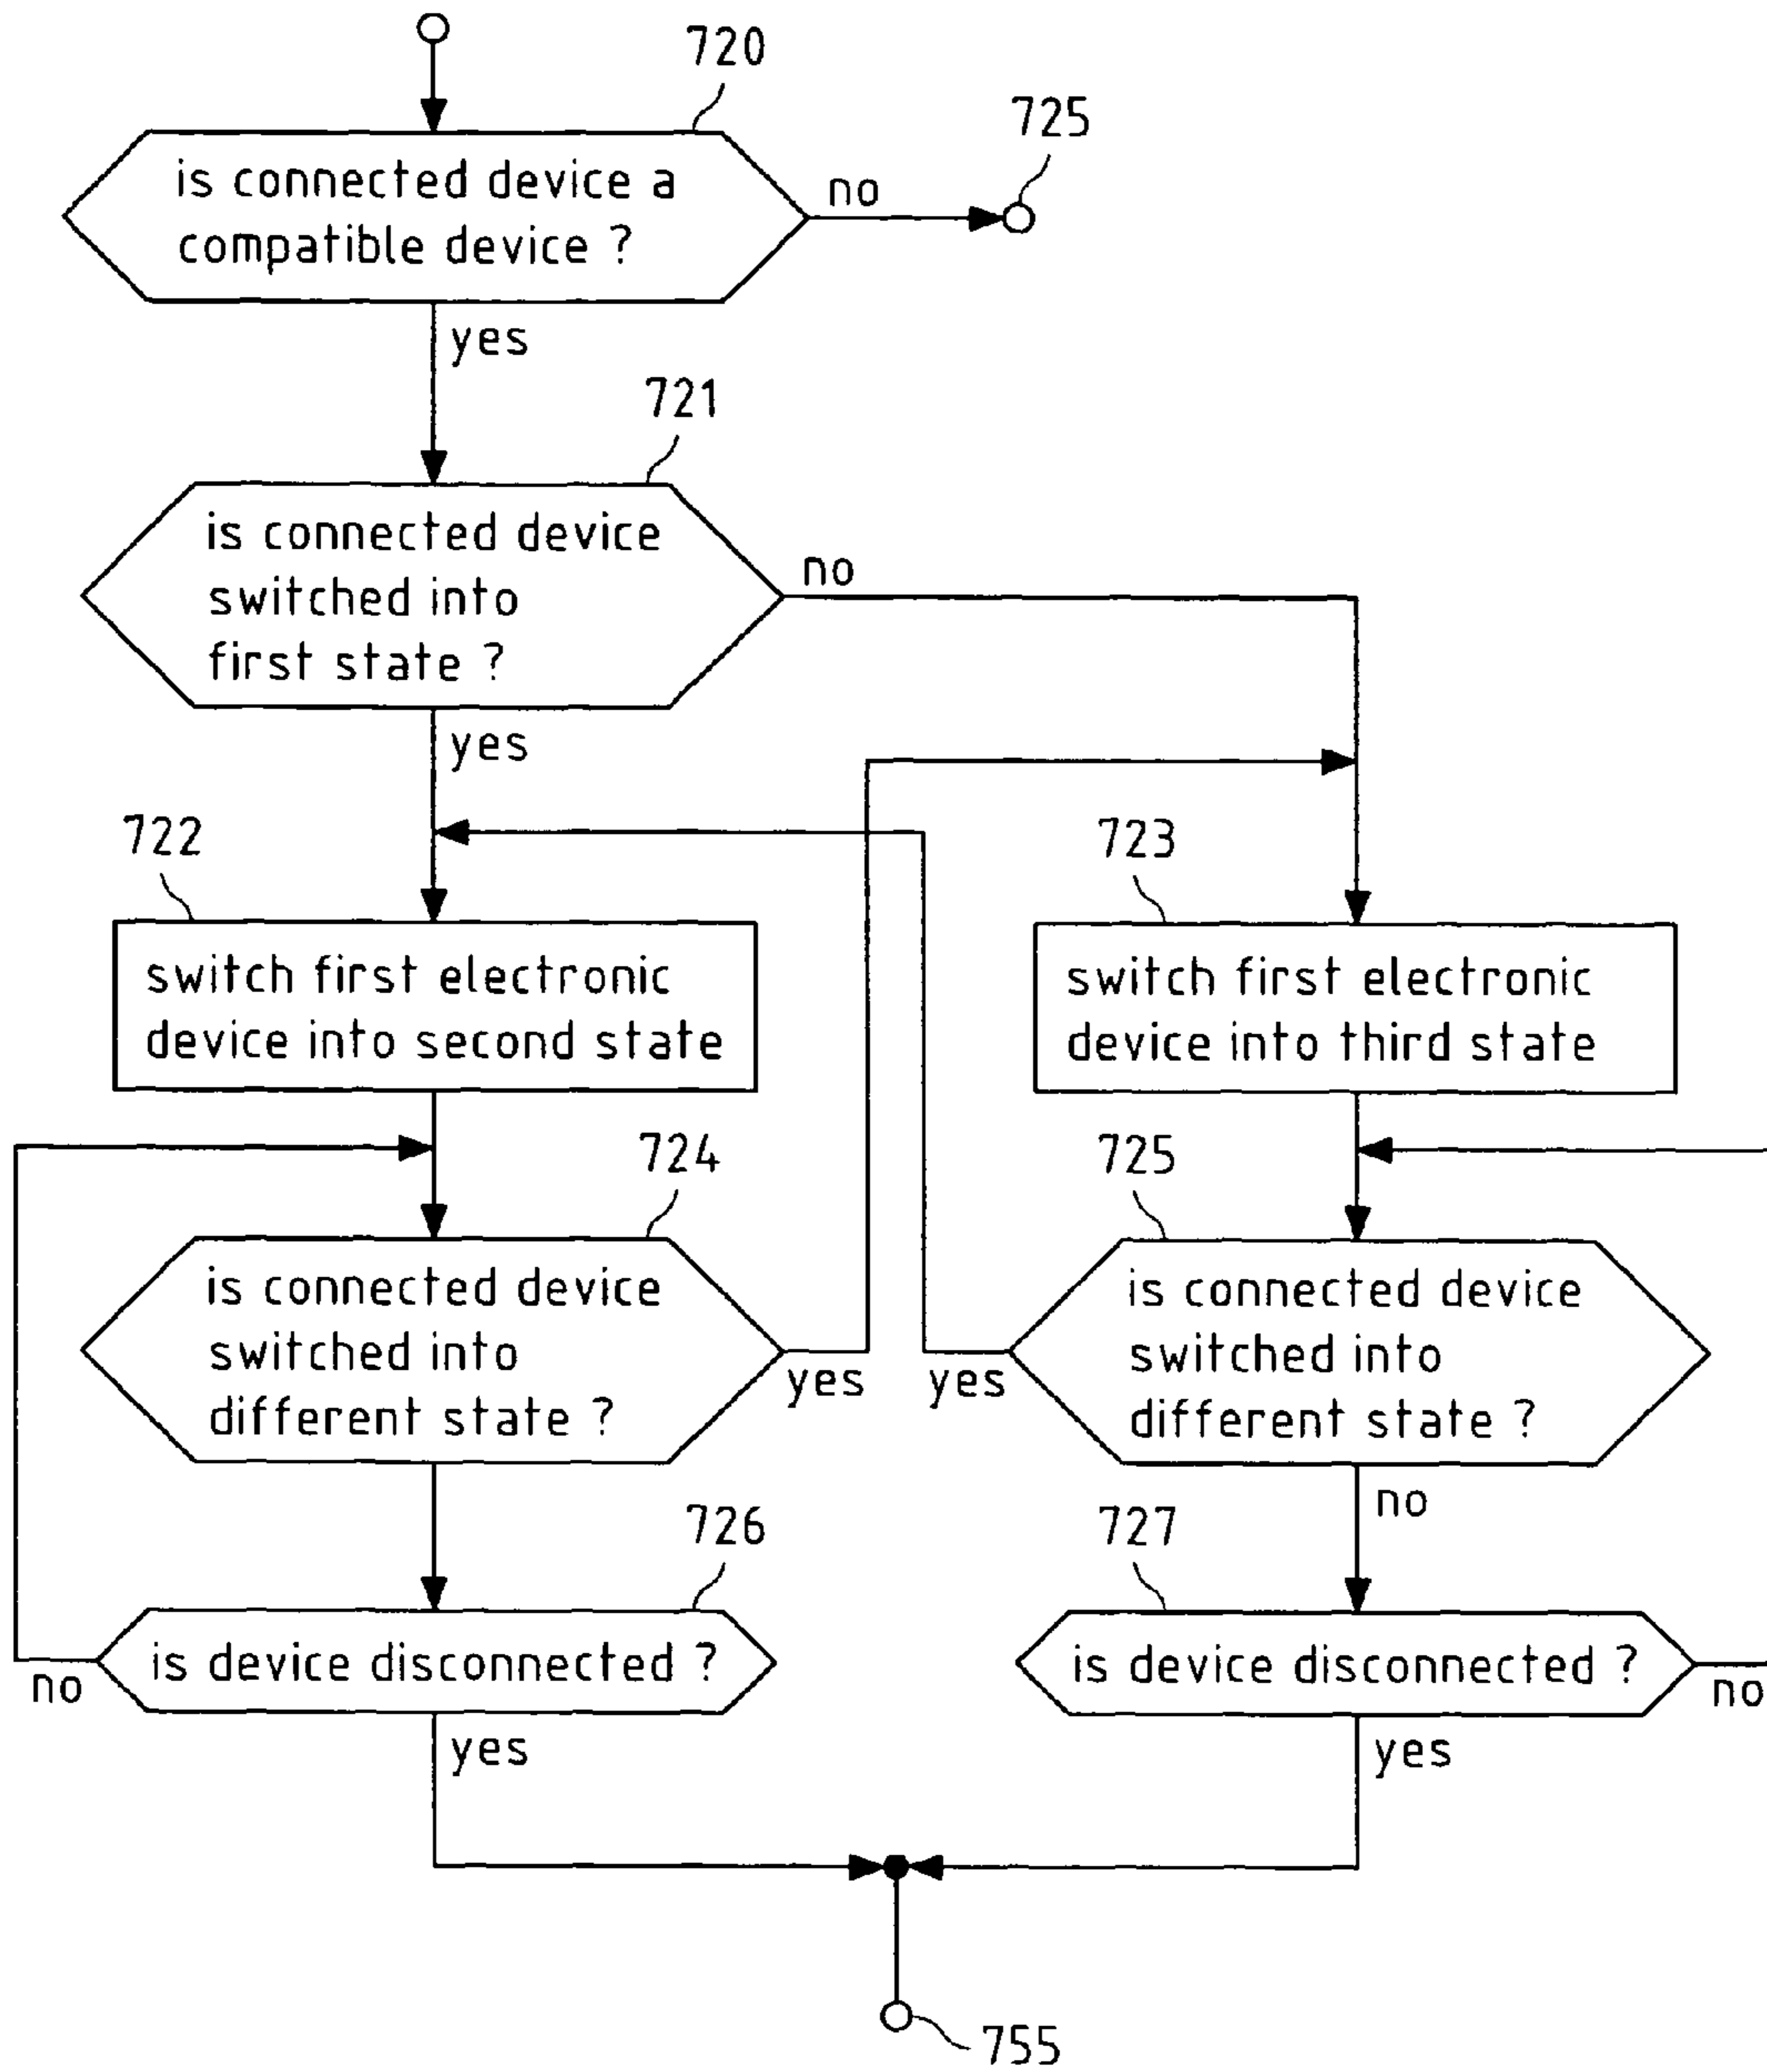 720
725
is connected device a
compatible device ?
no
yes
721
is connected device
switched into
first state ?
no
yes
722
723
switch first electronic
device into second state
switch first electronic
device into third state
724
725
is connected device
switched into
different state ?
yes
yes
is connected device
switched into
different state ?
no
726
727
is device disconnected ?
no
is device disconnected ?
no
yes
yes
755